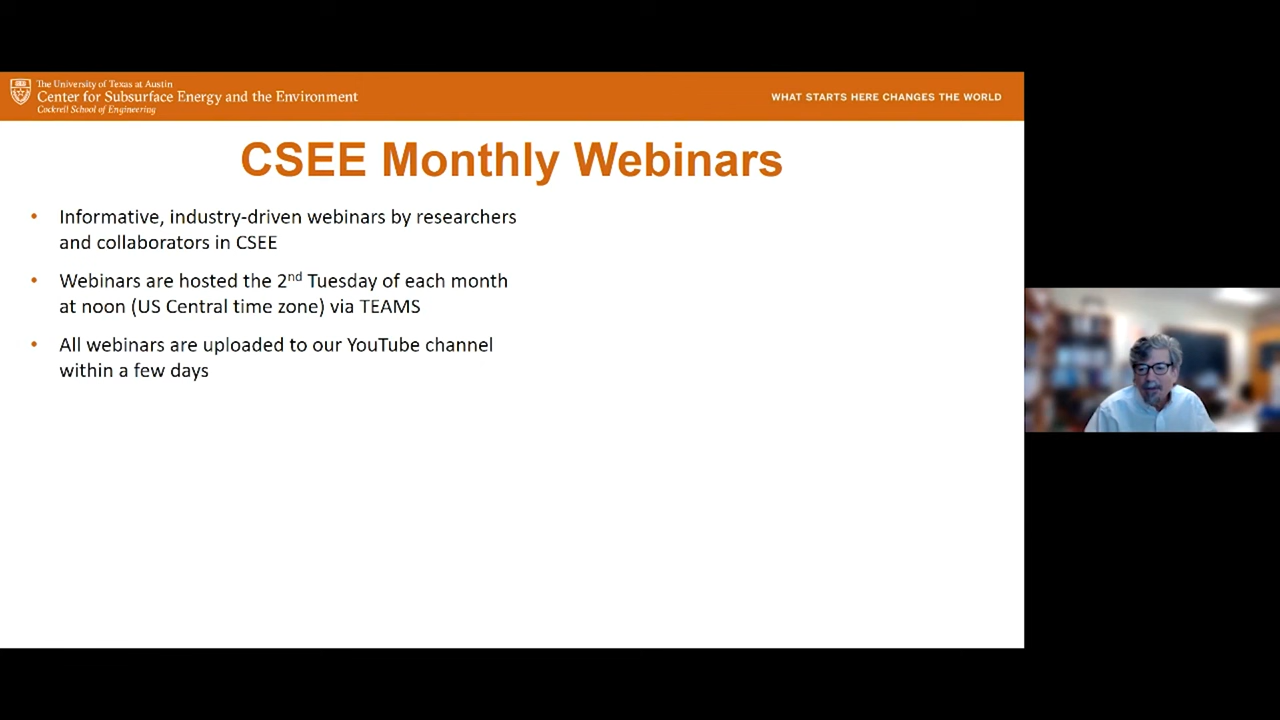 The University of Texas at Austin
Center for Subsurface Energy and the Environment
Cockrell School of Engineering
WHAT STARTS HERE CHANGES THE WORLD
CSEE Monthly Webinars
• Informative, industry-driven webinars by researchers
and collaborators in CSEE
• Webinars are hosted the 2nd Tuesday of each month
at noon (US Central time zone) via TEAMS
• All webinars are uploaded to our YouTube channel
within a few days